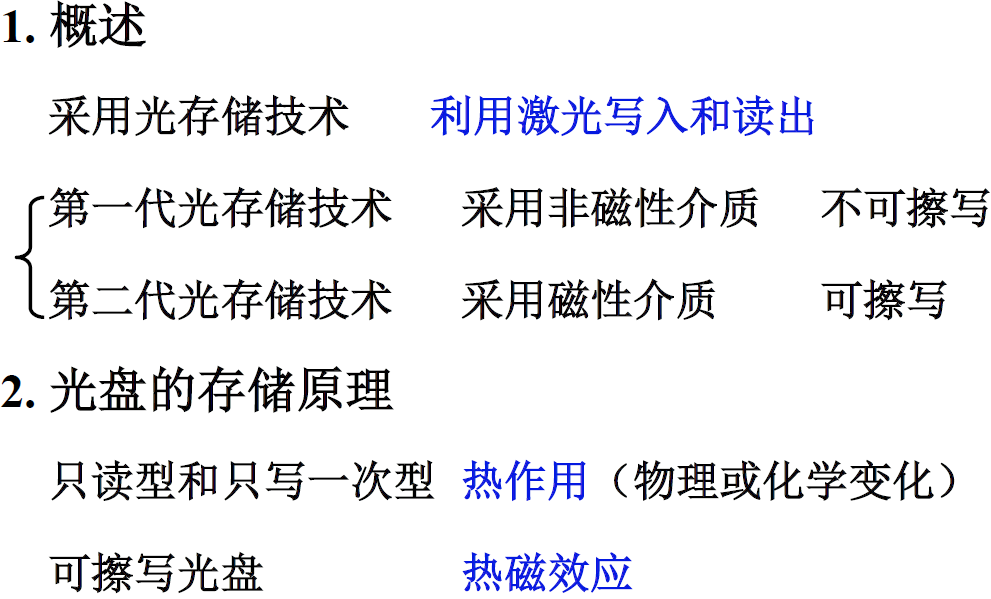 1. 概述
采用光存储技术 利用激光写入和读出
第一代光存储技术 采用非磁性介质 不可擦写
第二代光存储技术 采用磁性介质 可擦写
2. 光盘的存储原理
只读型和只写一次型 热作用（物理或化学变化）
可擦写光盘 热磁效应